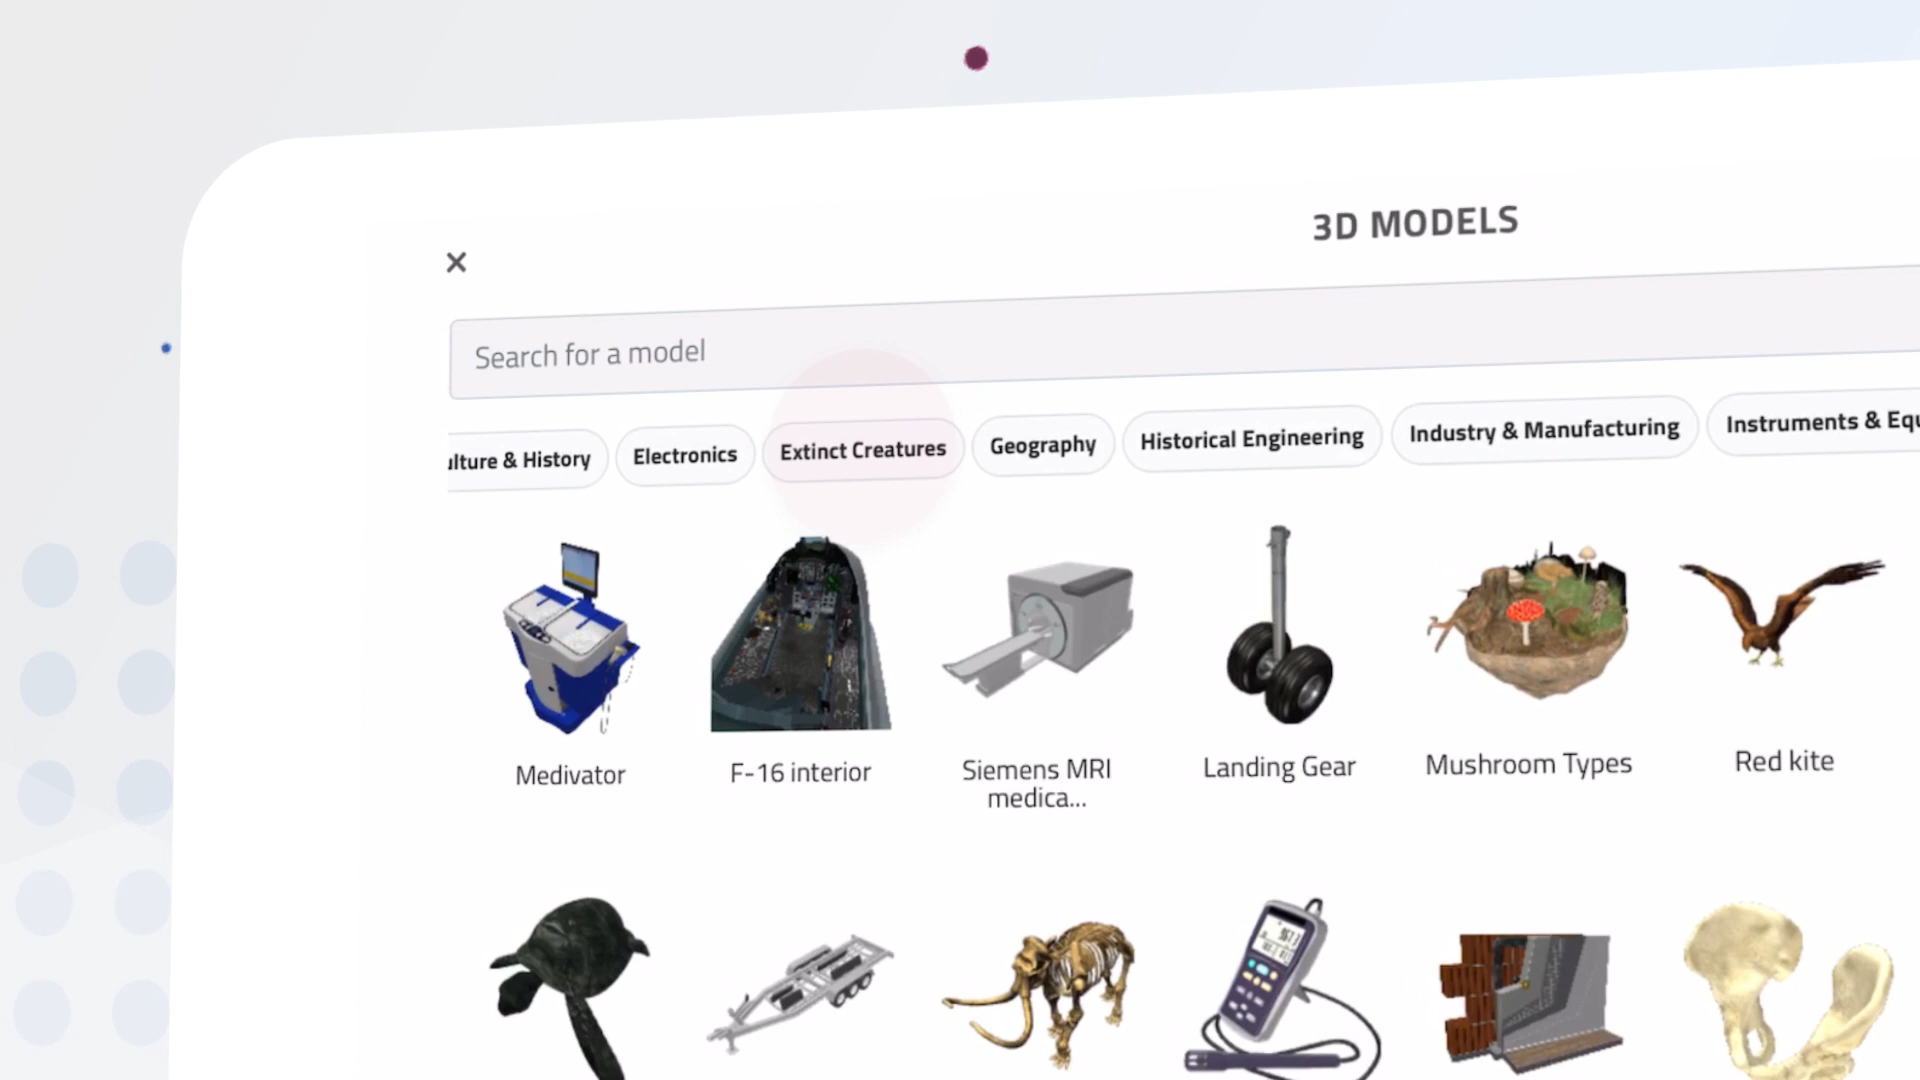 3D MODELS
Search for a model
ulture & History
Electronics
Extinct Creatures
Geography
Historical Engineering
Industry & Manufacturing
Instruments & Equ
Medivator
F-16 interior
Siemens MRI
medica...
Landing Gear
Mushroom Types
Red kite